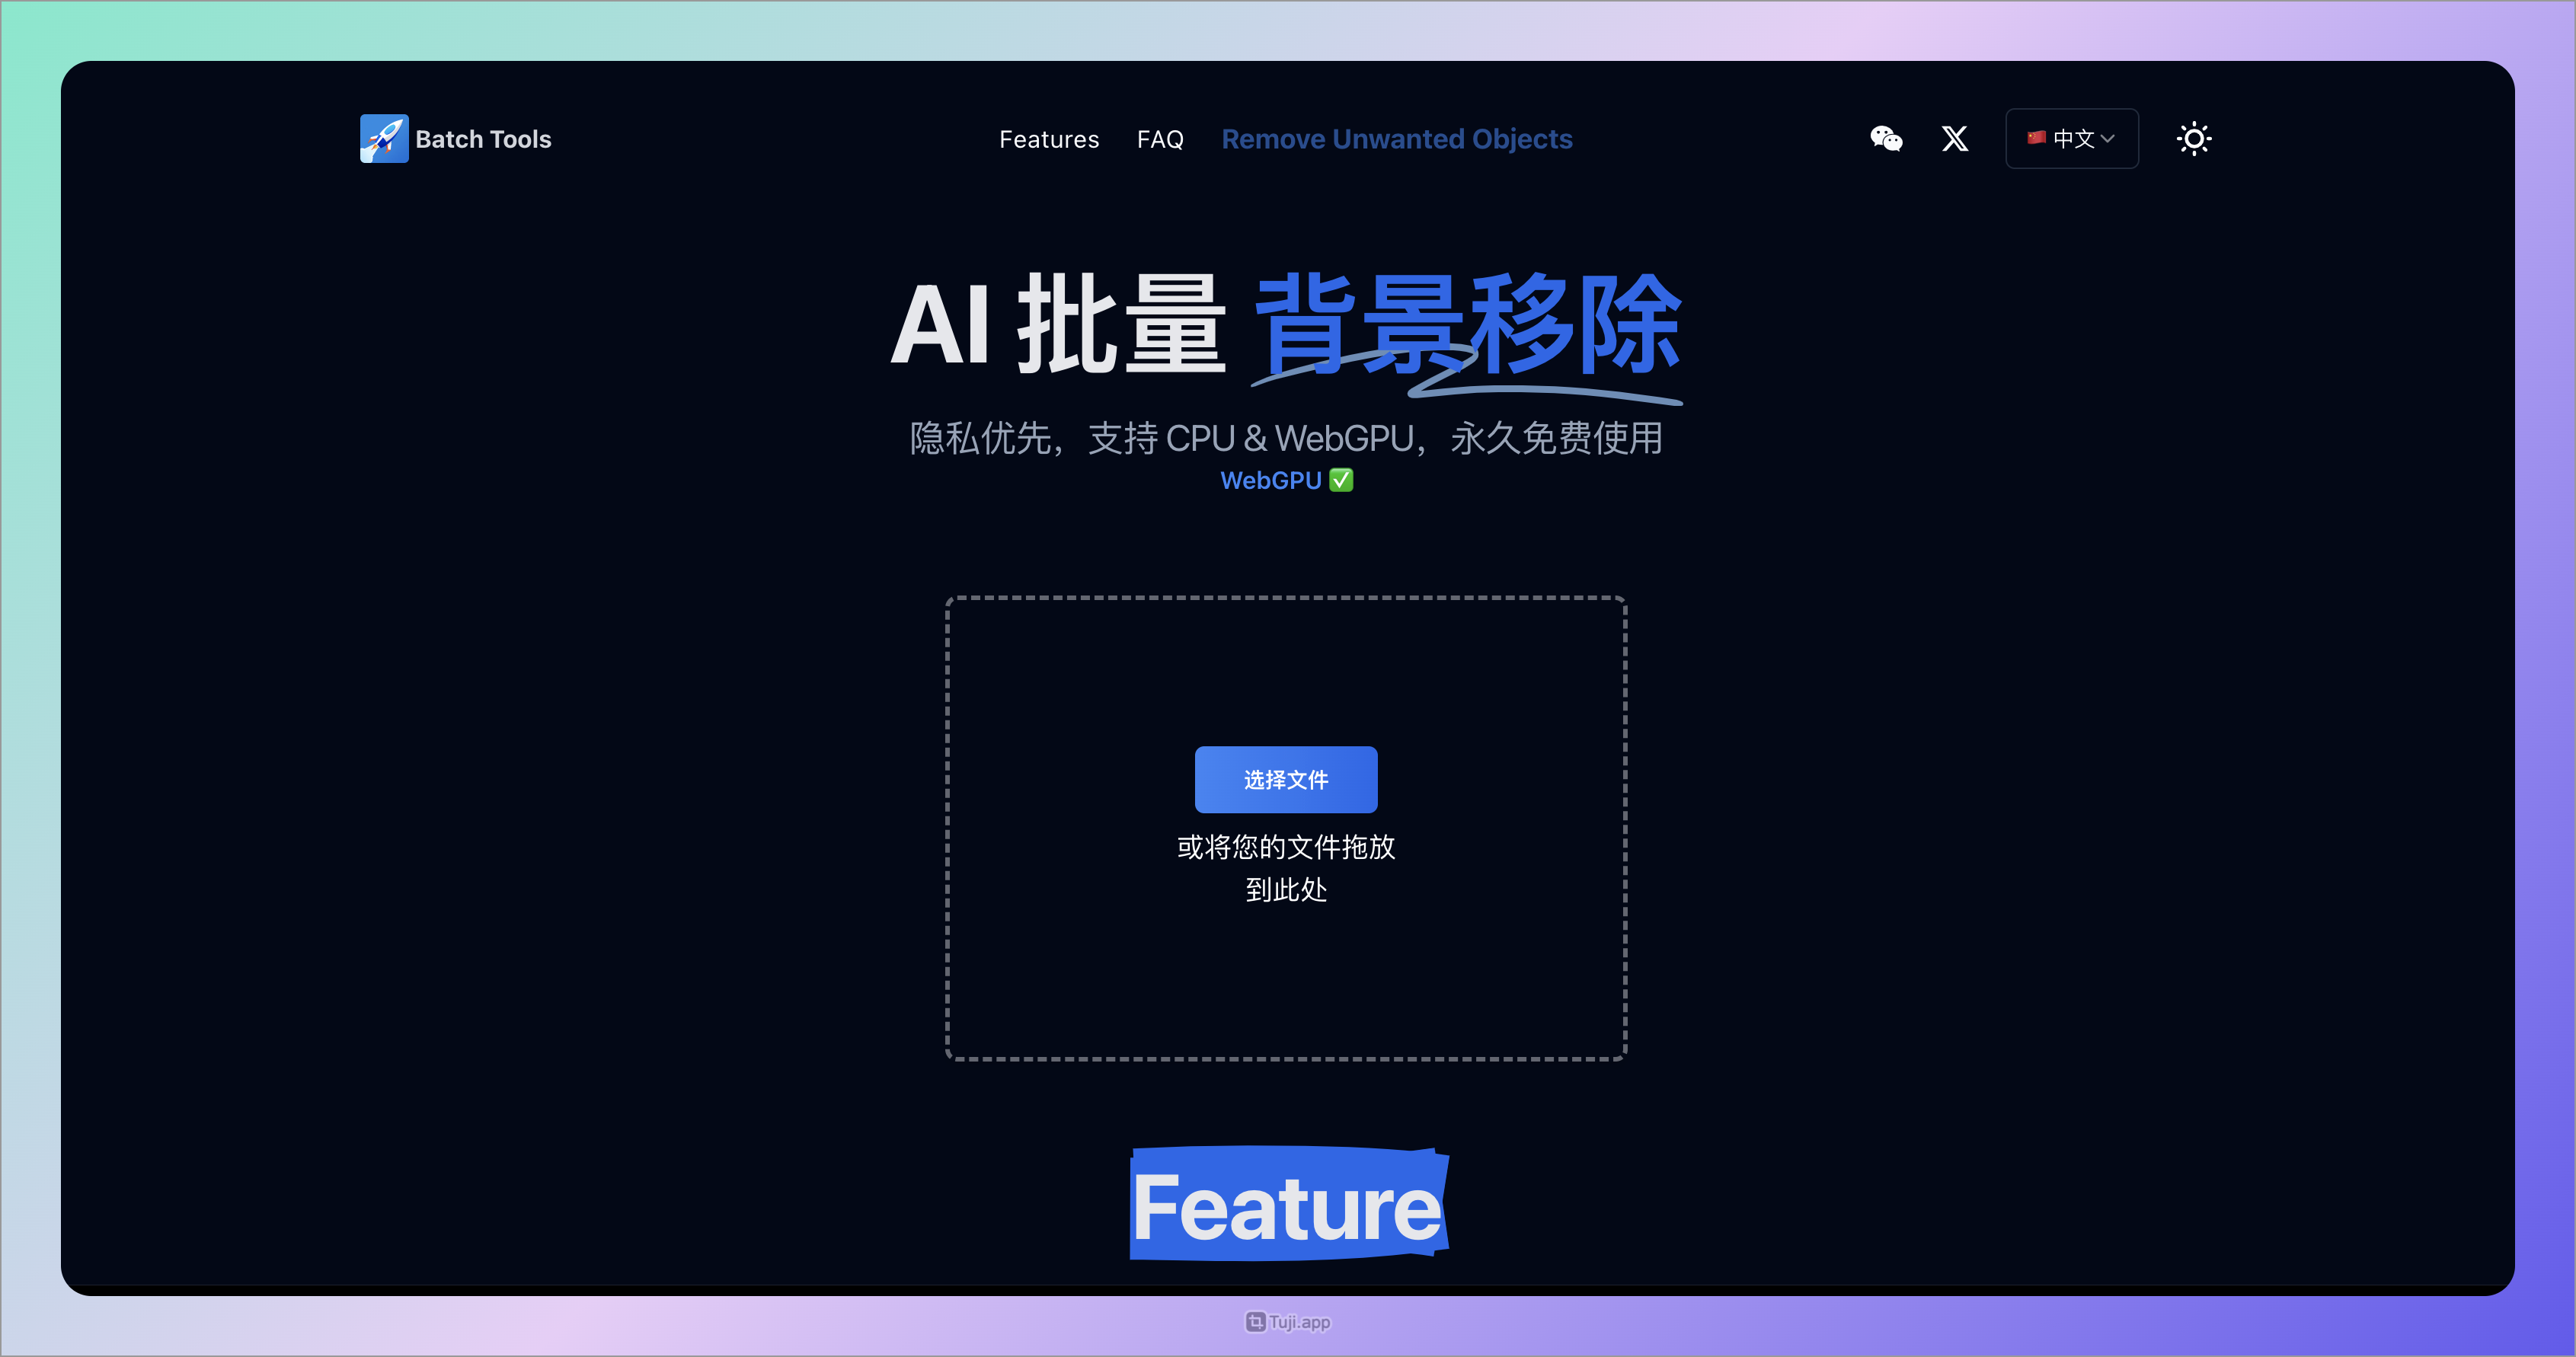 Batch Tools
Features
FAQ
Remove Unwanted Objects
中文
AI 批量 背景移除
隐私优先，支持 CPU & WebGPU，永久免费使用
WebGPU ✅
选择文件
或将您的文件拖放
到此处
Feature
Tuji.app